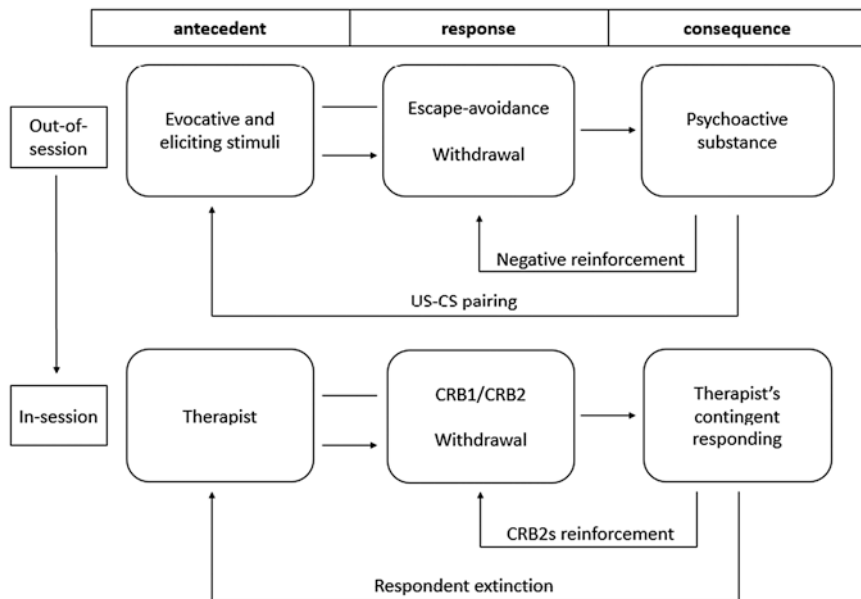 antecedent
response
consequence
Out-of-
session
Evocative and
eliciting stimuli
Escape-avoidance
Withdrawal
Psychoactive
substance
Negative reinforcement
US-CS pairing
In-session
Therapist
CRB1/CRB2
Withdrawal
Therapist’s
contingent
responding
CRB2s reinforcement
Respondent extinction